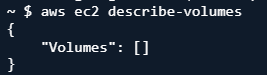 ~ $ aws ec2 describe-volumes
{
    "Volumes": []
}